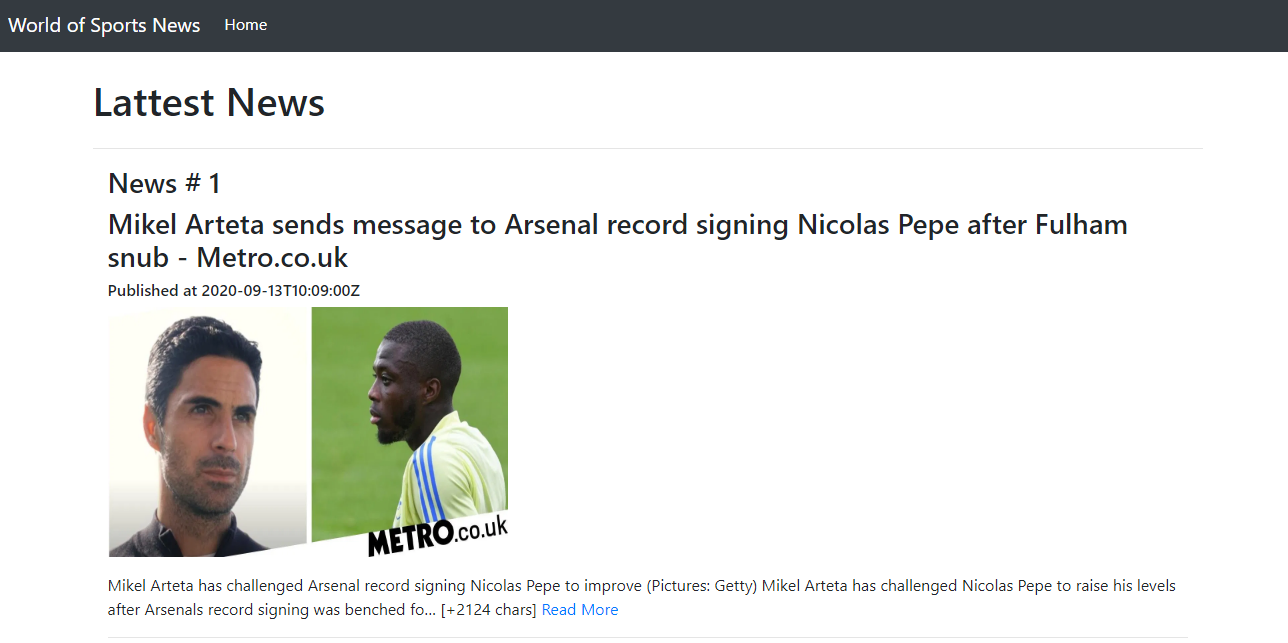 World of Sports News Home
Lattest News
News # 1
Mikel Arteta sends message to Arsenal record signing Nicolas Pepe after Fulham
snub - Metro.co.uk
Published at 2020-09-13T10:09:00Z
METRO.co.uk
Mikel Arteta has challenged Arsenal record signing Nicolas Pepe to improve (Pictures: Getty) Mikel Arteta has challenged Nicolas Pepe to raise his levels
after Arsenals record signing was benched fo… [+2124 chars] Read More